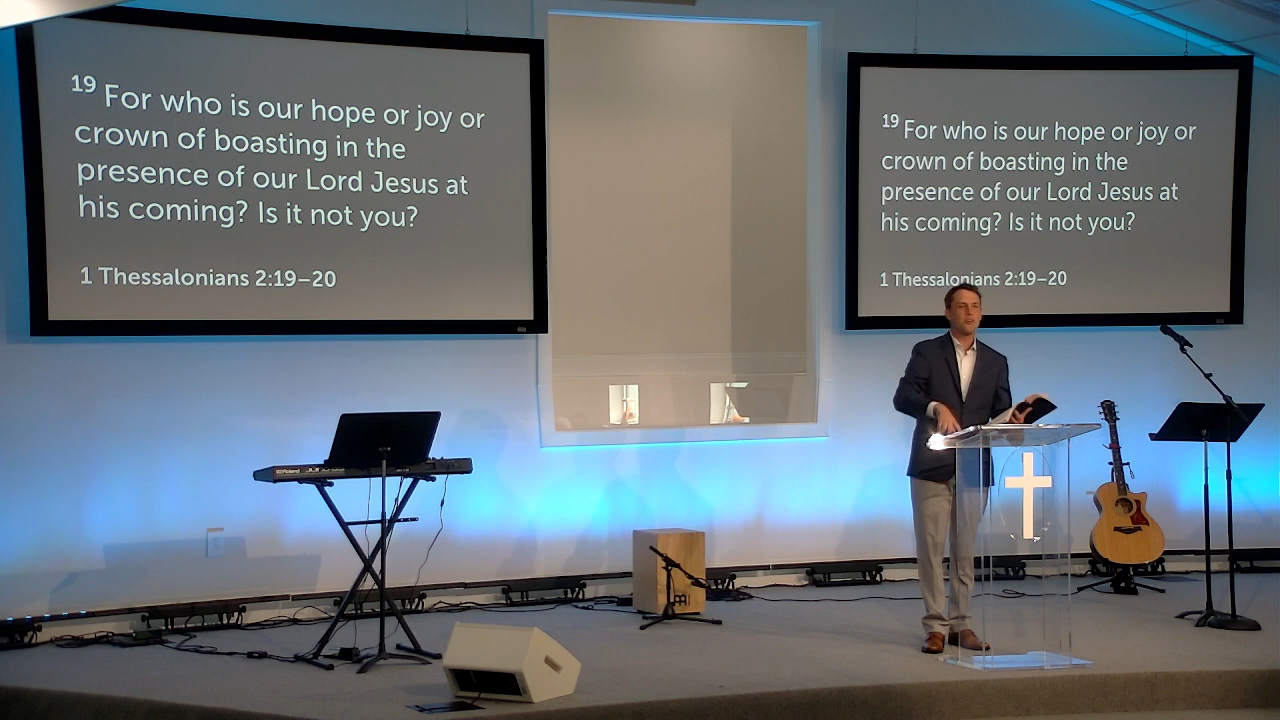 19 For who is our hope or joy or
crown of boasting in the
presence of our Lord Jesus at
his coming? Is it not you?
1 Thessalonians 2:19–20
19 For who is our hope or joy or
crown of boasting in the
presence of our Lord Jesus at
his coming? Is it not you?
1 Thessalonians 2:19–20
Roland